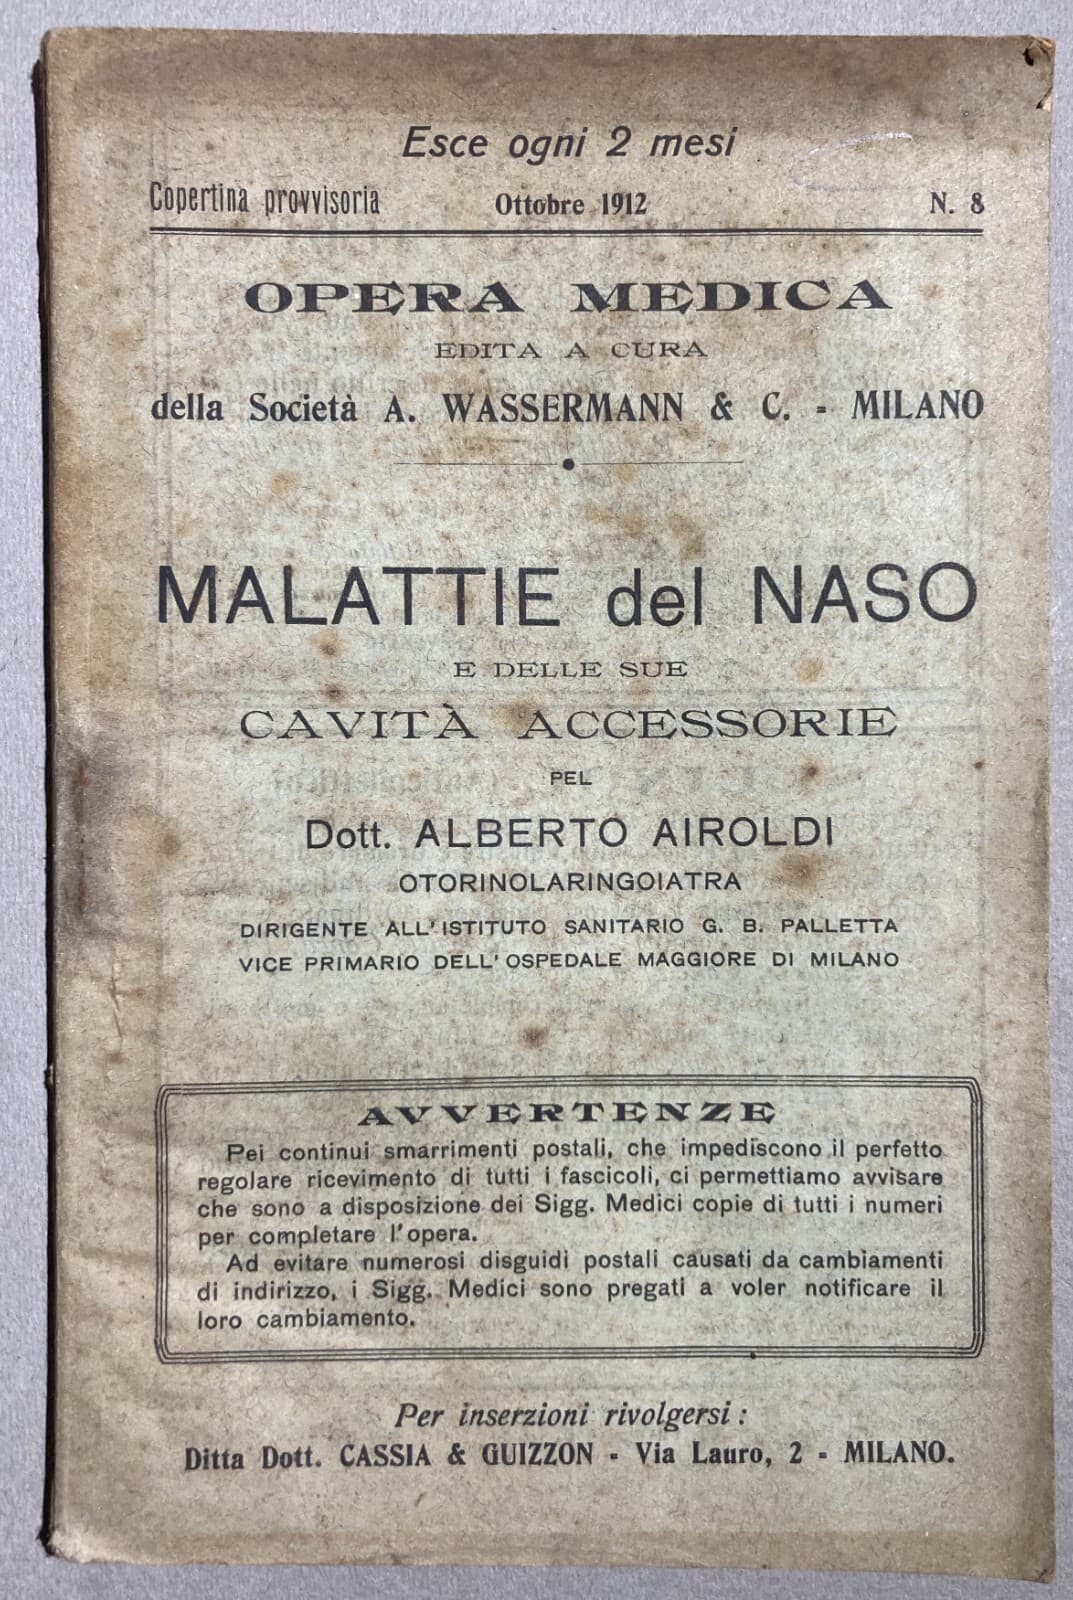 Esce ogni 2 mesi
Copertina provvisoria Ottobre 1912 N. 8
OPERA MEDICA
EDITA A CURA
della Società A. WASSERMANN & C. - MILANO
MALATTIE del NASO
E DELLE SUE
CAVITÀ ACCESSORIE
PEL
Dott. ALBERTO AIROLDI
OTORINOLARINGOIATRA
DIRIGENTE ALL'ISTITUTO SANITARIO G. B. PALLETTA
VICE PRIMARIO DELL'OSPEDALE MAGGIORE DI MILANO
AVVERTENZE
Pei continui smarrimenti postali, che impediscono il perfetto
regolare ricevimento di tutti i fascicoli, ci permettiamo avvisare
che sono a disposizione dei Sigg. Medici copie di tutti i numeri
per completare l'opera.
Ad evitare numerosi disguidi postali causati da cambiamenti
di indirizzo, i Sigg. Medici sono pregati a voler notificare il
loro cambiamento.
Per inserzioni rivolgersi :
Ditta Dott. CASSIA & GUIZZON - Via Lauro, 2 - MILANO.